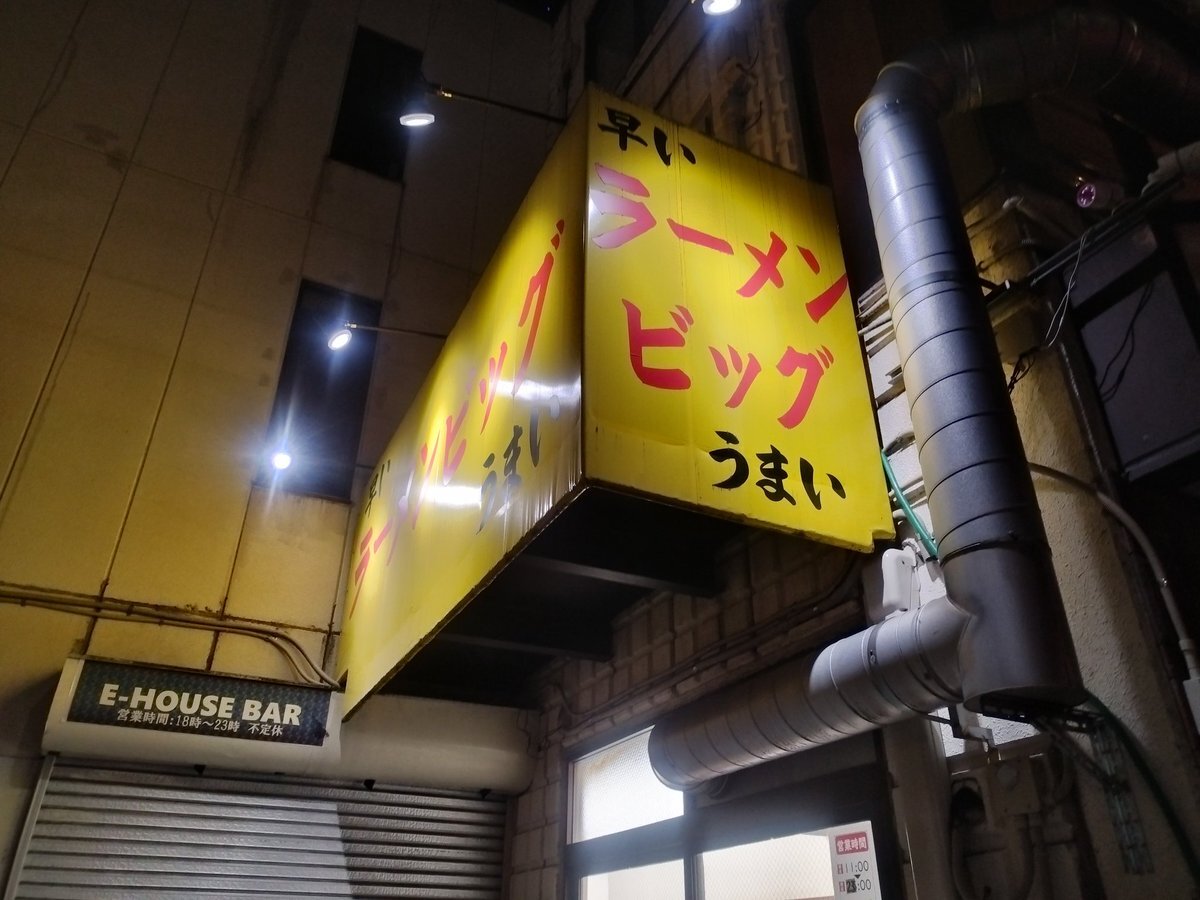 早い
ラーメン
ビッグ
うまい
早い
ラーメンビッグ
うまい
E-HOUSE BAR
営業時間:18時〜23時 不定休
営業時間
11:00